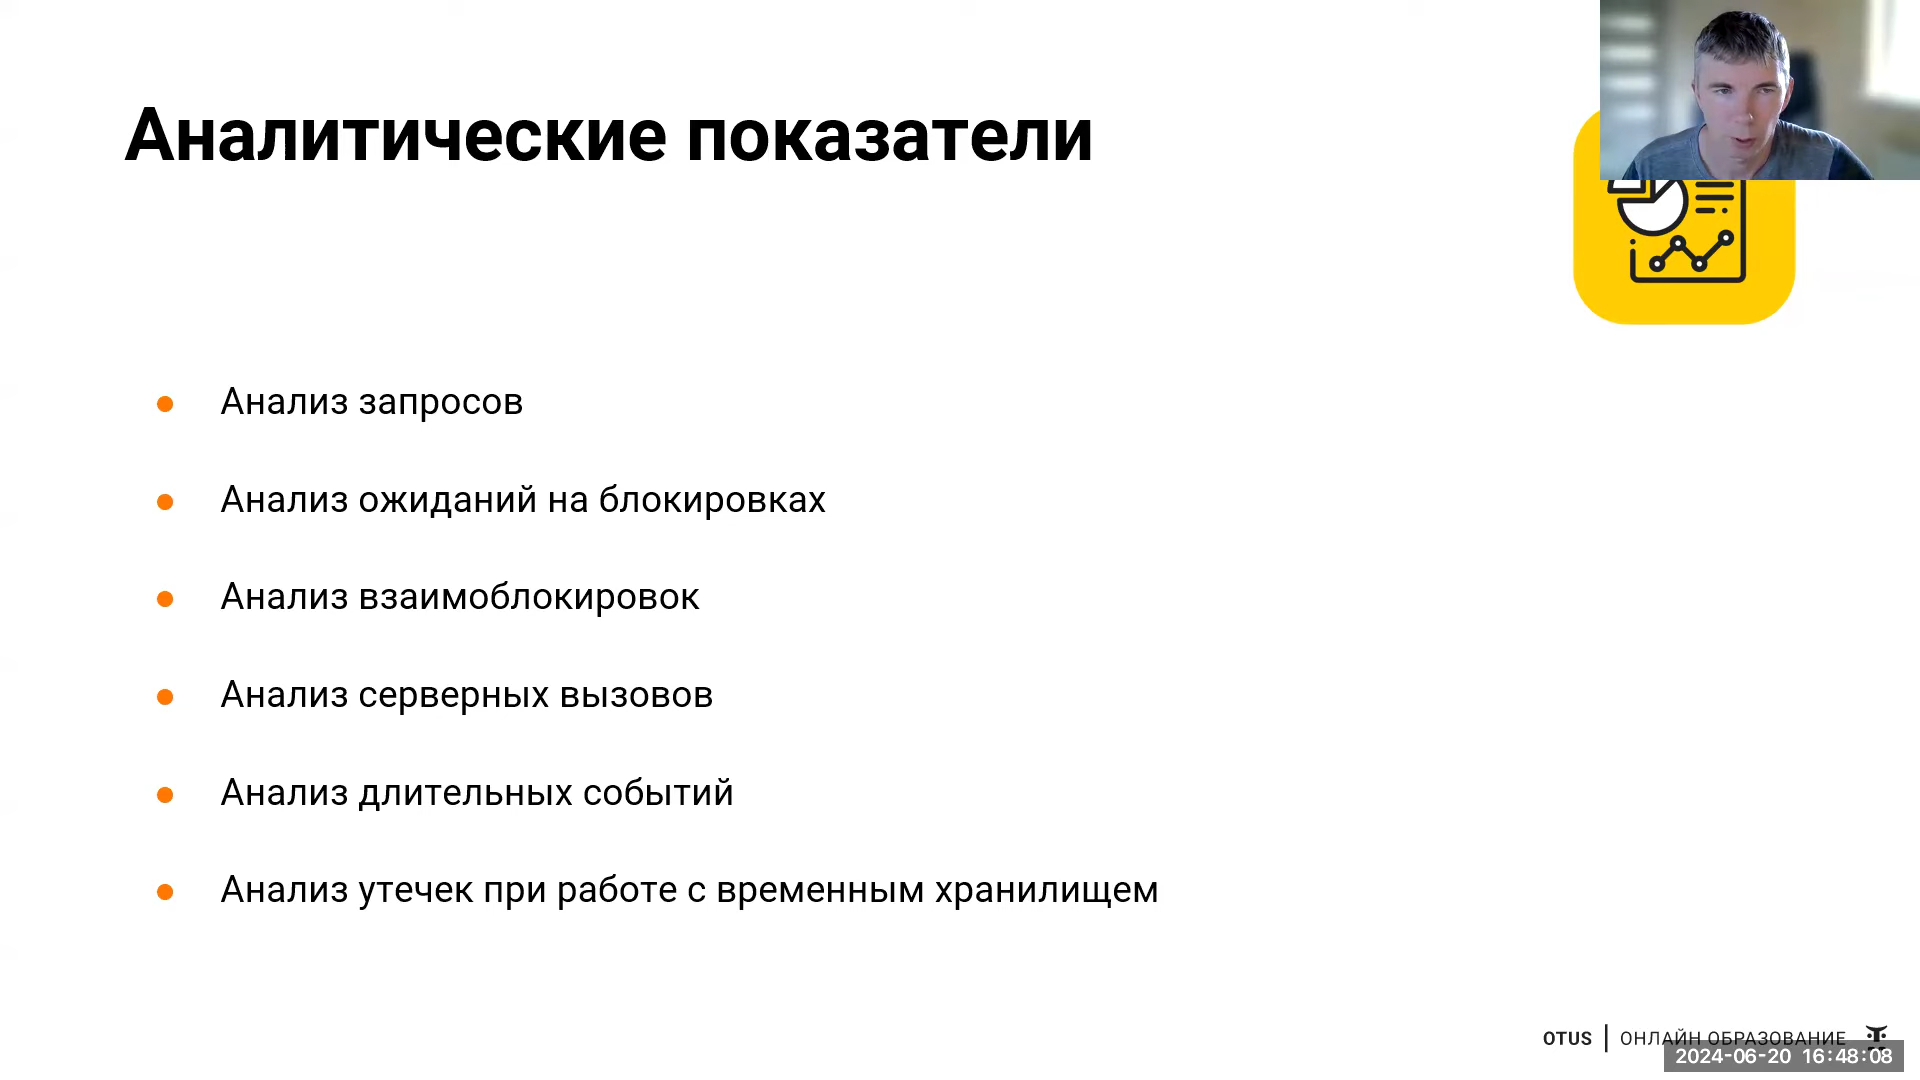 Аналитические показатели
Анализ запросов
Анализ ожиданий на блокировках
Анализ взаимоблокировок
Анализ серверных вызовов
Анализ длительных событий
Анализ утечек при работе с временным хранилищем
OTUS | ОНЛАЙН ОБРАЗОВАНИЕ
2024-06-20 16:48:08